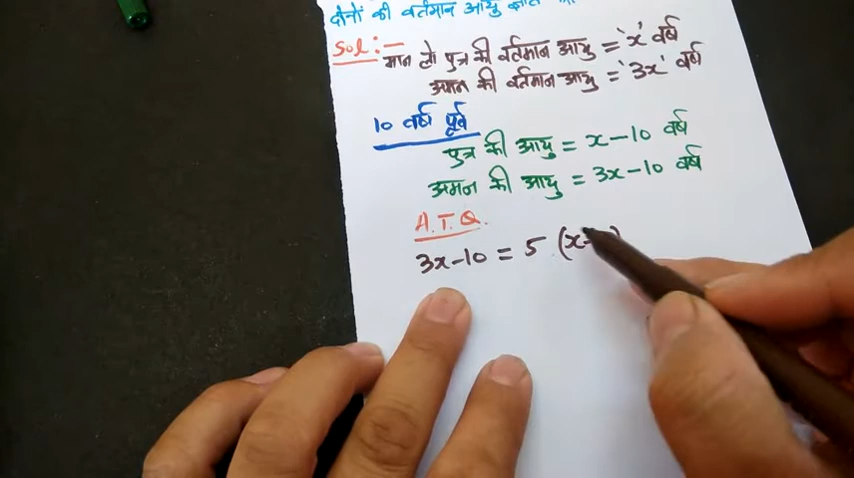 दोनों की वर्तमान आयु ज्ञात
Sol:- मान लो पुत्र की वर्तमान आयु = 'x' वर्ष
अमन की वर्तमान आयु = '3x' वर्ष
10 वर्ष पूर्व
पुत्र की आयु = x-10 वर्ष
अमन की आयु = 3x-10 वर्ष
A.T.Q.
3x-10 = 5 (x-